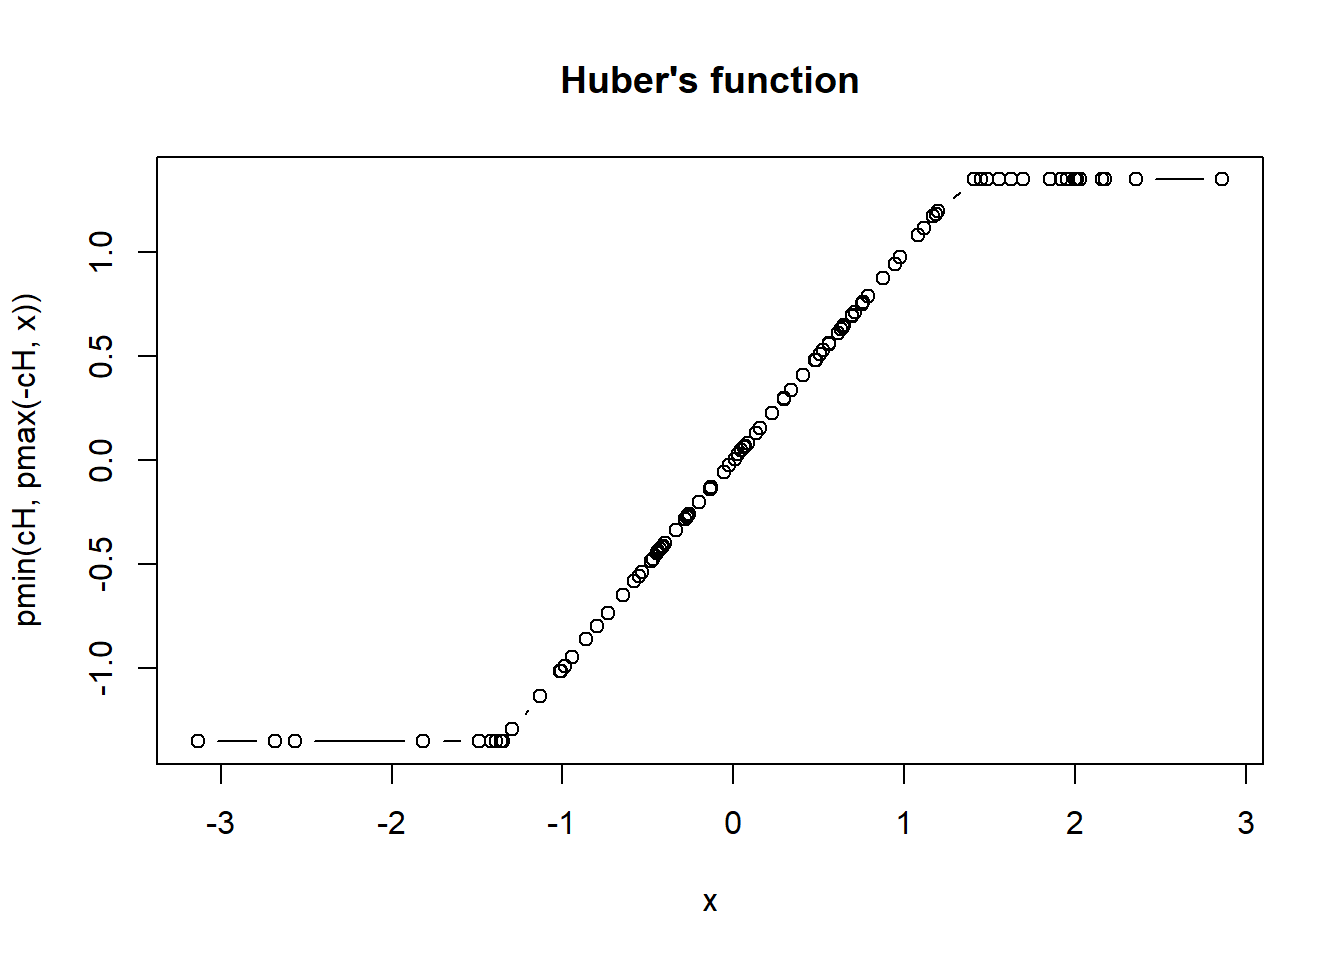 Huber's function
pmin(cH, pmax(-cH, x))
1.0
0.5
0.0
-0.5
-1.0
-3 -2 -1 0 1 2 3
x